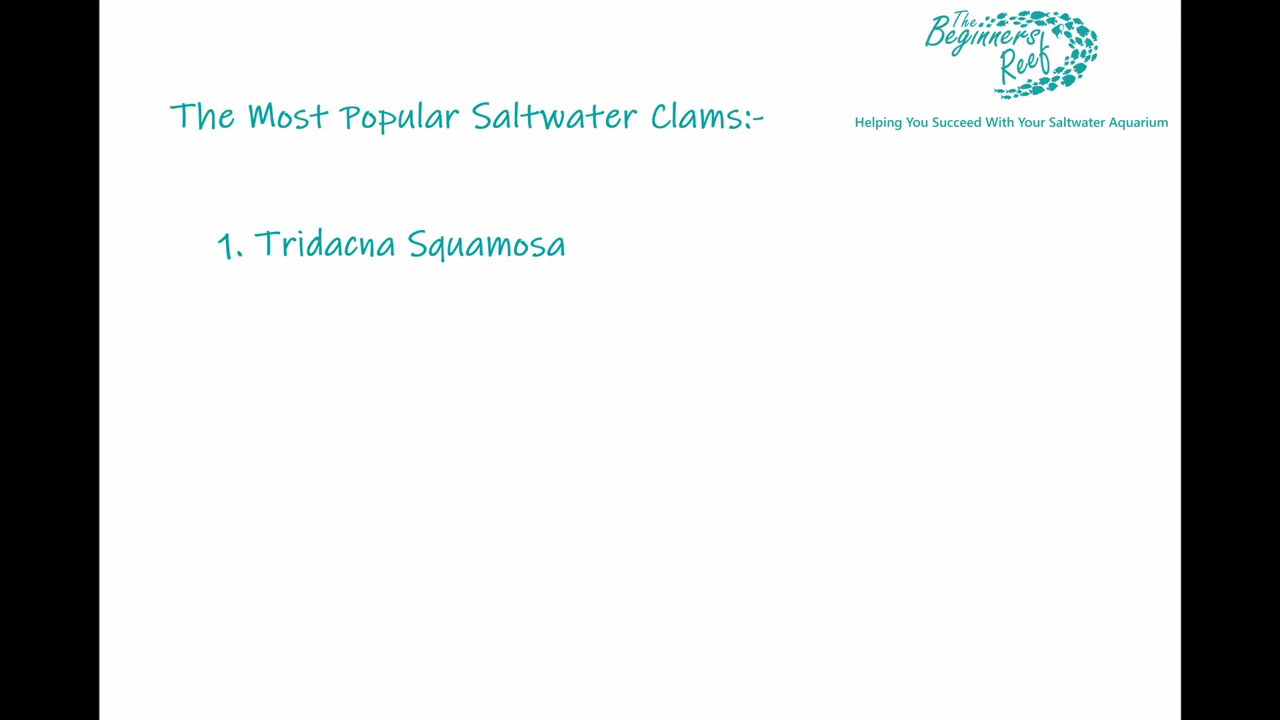 The
Beginners
Reef
Helping You Succeed With Your Saltwater Aquarium
The Most Popular Saltwater Clams:-
1. Tridacna Squamosa